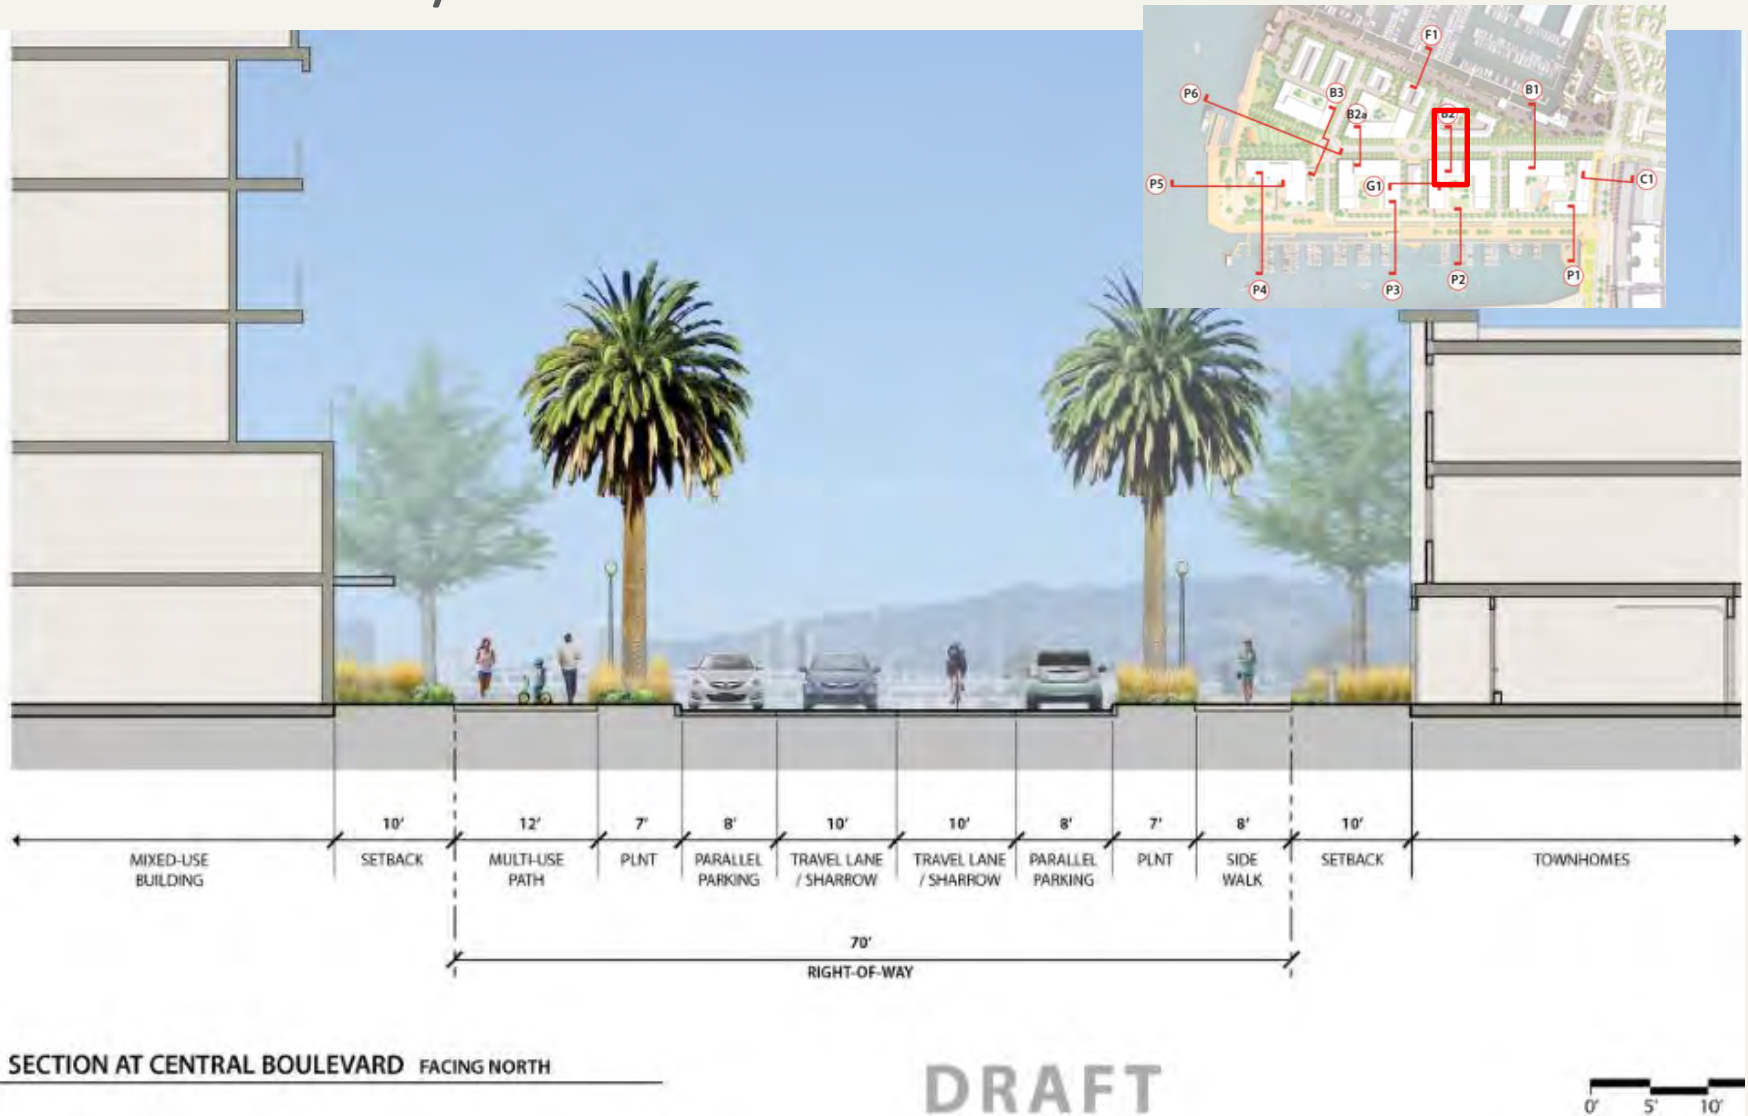 F1
P6
B3
B1
B2a
B2
P5
G1
C1
P4
P3
P2
P1
10' 12' 7' 8' 10' 10' 8' 7' 8' 10'
MIXED-USE SETBACK MULTI-USE PLNT PARALLEL TRAVEL LANE TRAVEL LANE PARALLEL PLNT SIDE SETBACK TOWNHOMES
BUILDING PATH PARKING / SHARROW / SHARROW PARKING WALK
70'
RIGHT-OF-WAY
SECTION AT CENTRAL BOULEVARD FACING NORTH
DRAFT
0' 5' 10'